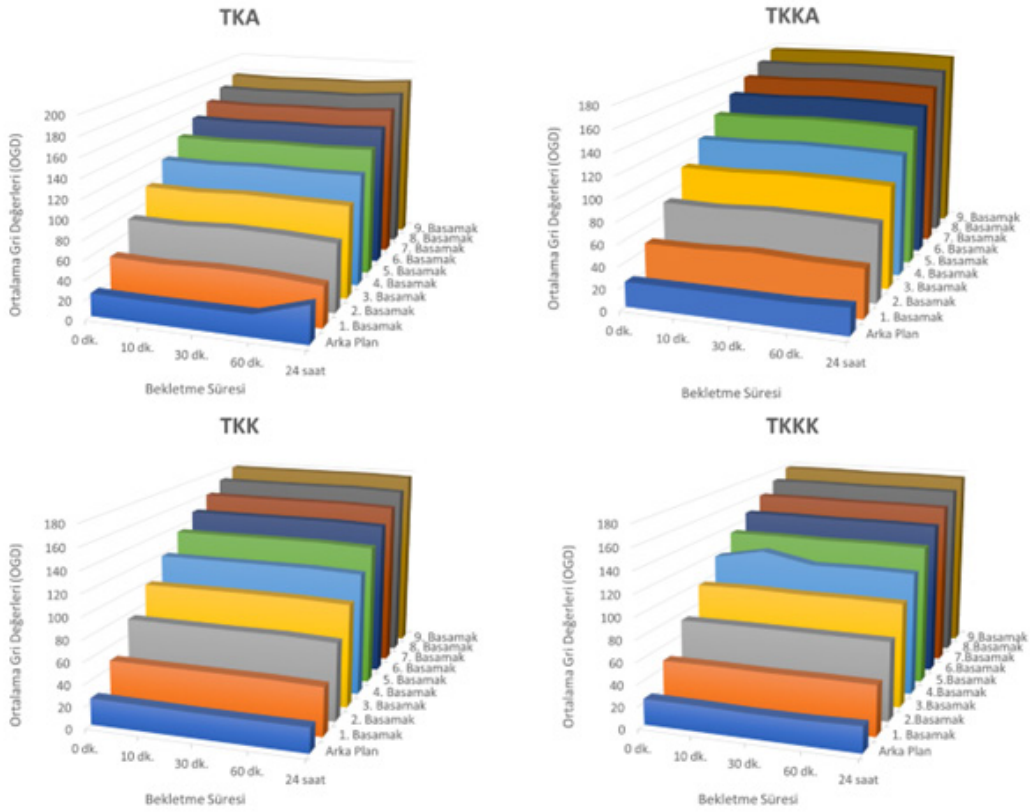 TKA
Ortalama Gri Değerleri (OGD)
200
180
160
140
120
100
80
60
40
20
0
0 dk.
10 dk.
30 dk.
60 dk.
24 saat
Bekletme Süresi
9. Basamak
8. Basamak
7. Basamak
6. Basamak
5. Basamak
4. Basamak
3. Basamak
2. Basamak
1. Basamak
Arka Plan
TKKA
Ortalama Gri Değerleri (OGD)
180
160
140
120
100
80
60
40
20
0
0 dk.
10 dk.
30 dk.
60 dk.
24 saat
Bekletme Süresi
9. Basamak
8. Basamak
7. Basamak
6. Basamak
5. Basamak
4. Basamak
3. Basamak
2. Basamak
1. Basamak
Arka Plan
TKK
Ortalama Gri Değerleri (OGD)
180
160
140
120
100
80
60
40
20
0
0 dk.
10 dk.
30 dk.
60 dk.
24 saat
Bekletme Süresi
9. Basamak
8. Basamak
7. Basamak
6. Basamak
5. Basamak
4. Basamak
3. Basamak
2. Basamak
1. Basamak
Arka Plan
TKKK
Ortalama Gri Değerleri (OGD)
180
160
140
120
100
80
60
40
20
0
0 dk.
10 dk.
30 dk.
60 dk.
24 saat
Bekletme Süresi
9.Basamak
8.Basamak
7.Basamak
6.Basamak
5.Basamak
4.Basamak
3.Basamak
2.Basamak
1. Basamak
Arka Plan